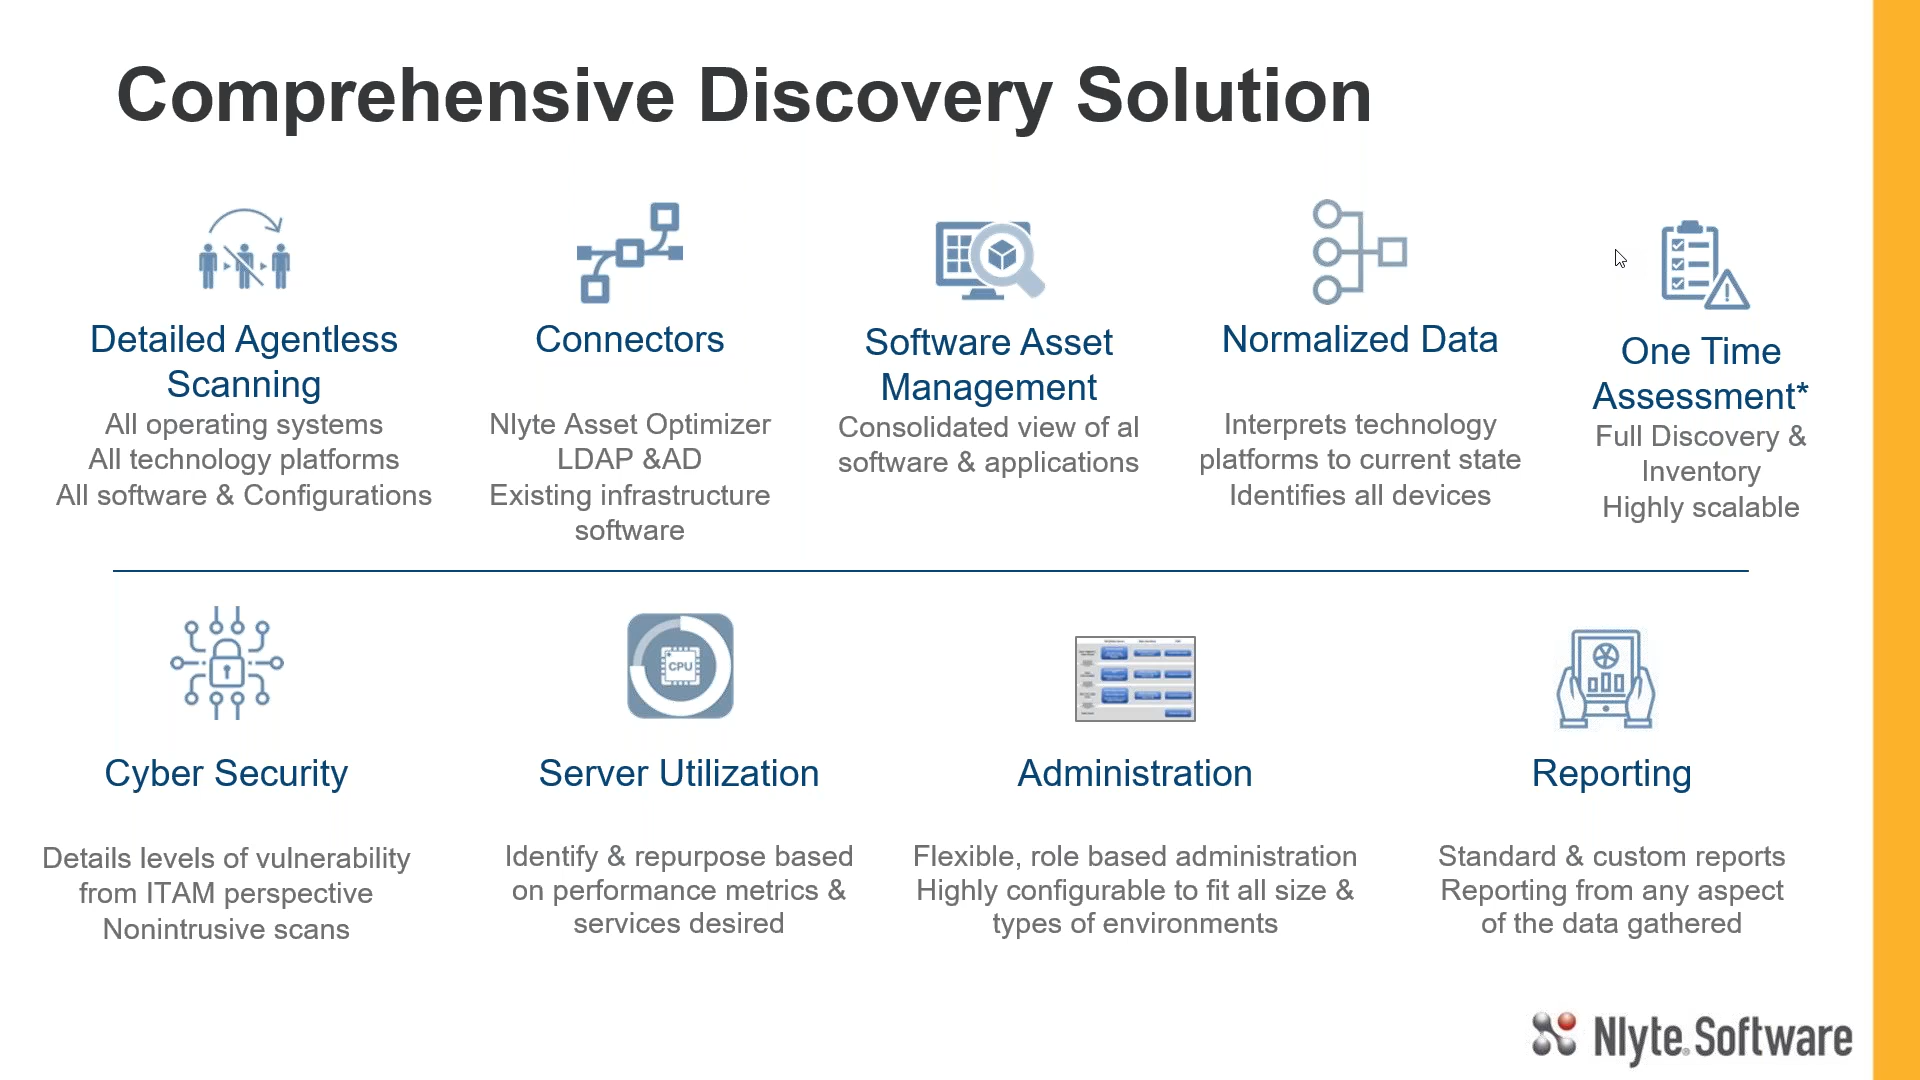 Comprehensive Discovery Solution
Detailed Agentless
Scanning
All operating systems
All technology platforms
All software & Configurations
Connectors
Nlyte Asset Optimizer
LDAP &AD
Existing infrastructure
software
Software Asset
Management
Consolidated view of al
software & applications
Normalized Data
Interprets technology
platforms to current state
Identifies all devices
One Time
Assessment*
Full Discovery &
Inventory
Highly scalable
Cyber Security
Details levels of vulnerability
from ITAM perspective
Nonintrusive scans
CPU
Server Utilization
Identify & repurpose based
on performance metrics &
services desired
Administration
Flexible, role based administration
Highly configurable to fit all size &
types of environments
Reporting
Standard & custom reports
Reporting from any aspect
of the data gathered
Nlyte® Software